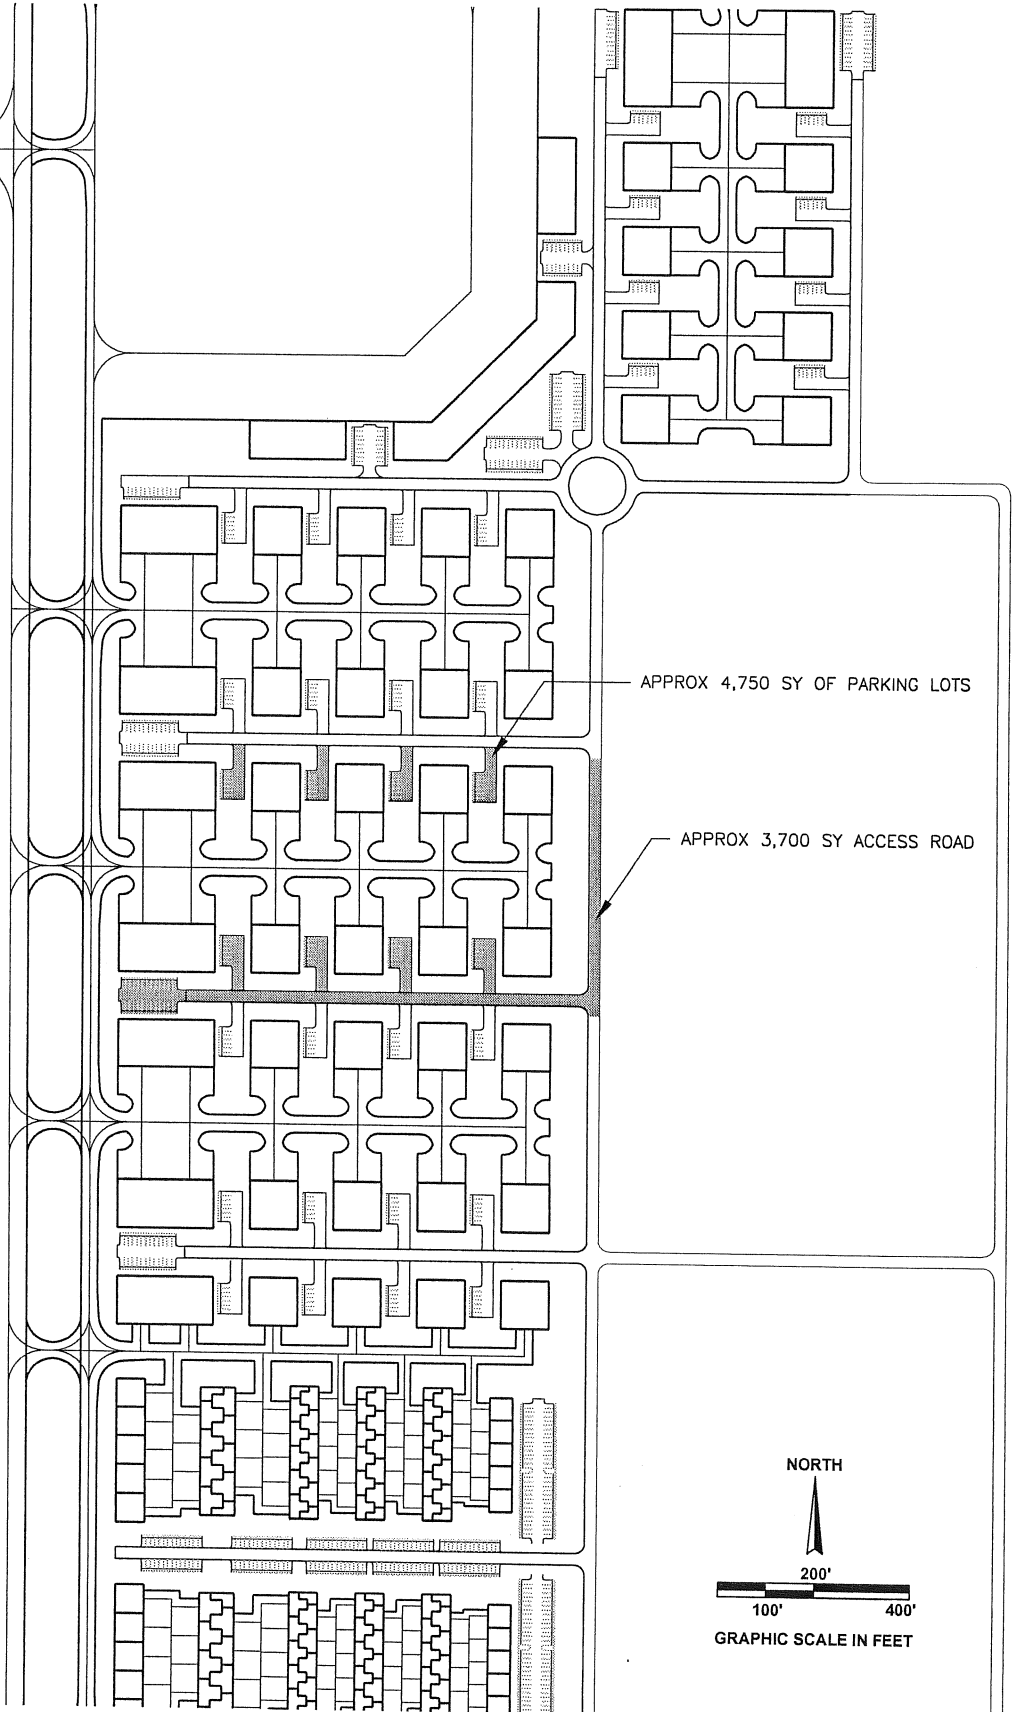 APPROX 4,750 SY OF PARKING LOTS
APPROX 3,700 SY ACCESS ROAD
NORTH
200'
100' 400'
GRAPHIC SCALE IN FEET